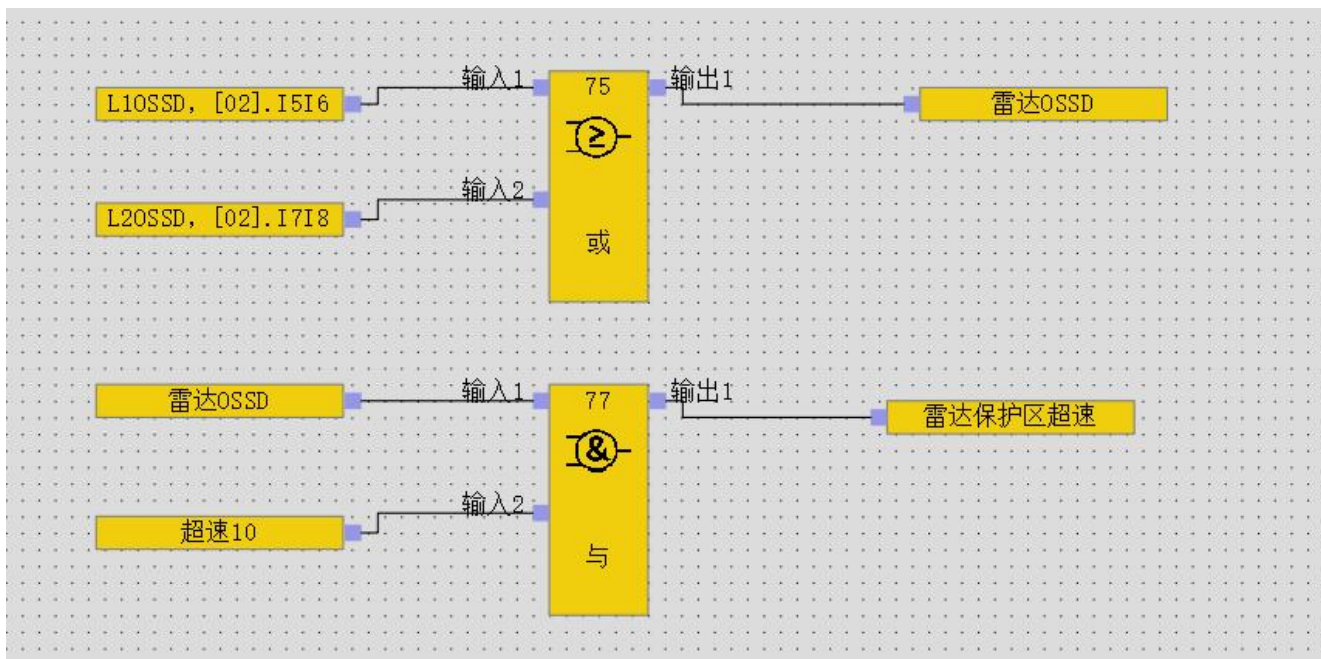 输入1
75
输出1
L1OSSD, [02].I5I6
雷达OSSD
≥
输入2
L2OSSD, [02].I7I8
或
雷达OSSD
输入1
77
输出1
雷达保护区超速
&
输入2
超速10
与